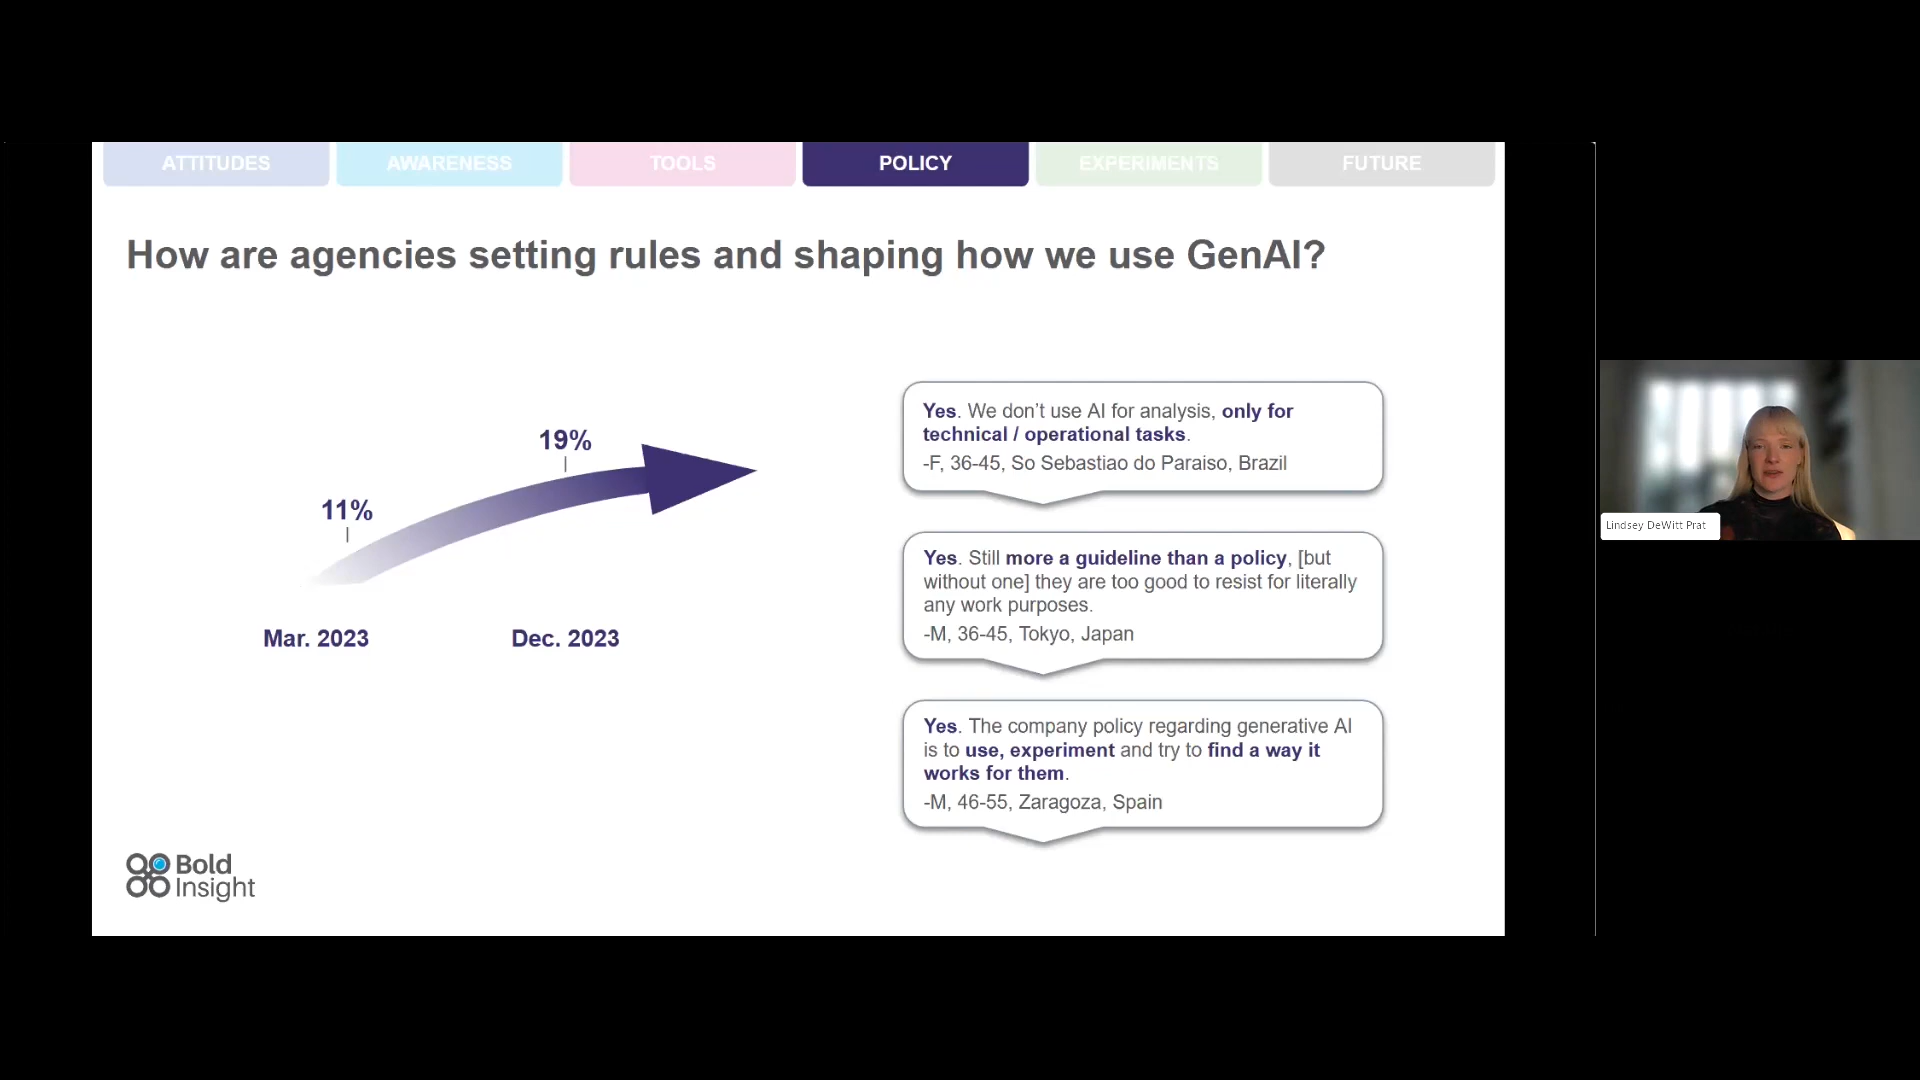 ATTITUDES
AWARENESS
TOOLS
POLICY
EXPERIMENTS
FUTURE
How are agencies setting rules and shaping how we use GenAI?
11%
19%
Mar. 2023
Dec. 2023
Yes. We don’t use AI for analysis, only for
technical / operational tasks.
-F, 36-45, So Sebastiao do Paraiso, Brazil
Yes. Still more a guideline than a policy, [but
without one] they are too good to resist for literally
any work purposes.
-M, 36-45, Tokyo, Japan
Yes. The company policy regarding generative AI
is to use, experiment and try to find a way it
works for them.
-M, 46-55, Zaragoza, Spain
Bold
Insight
Lindsey DeWitt Prat